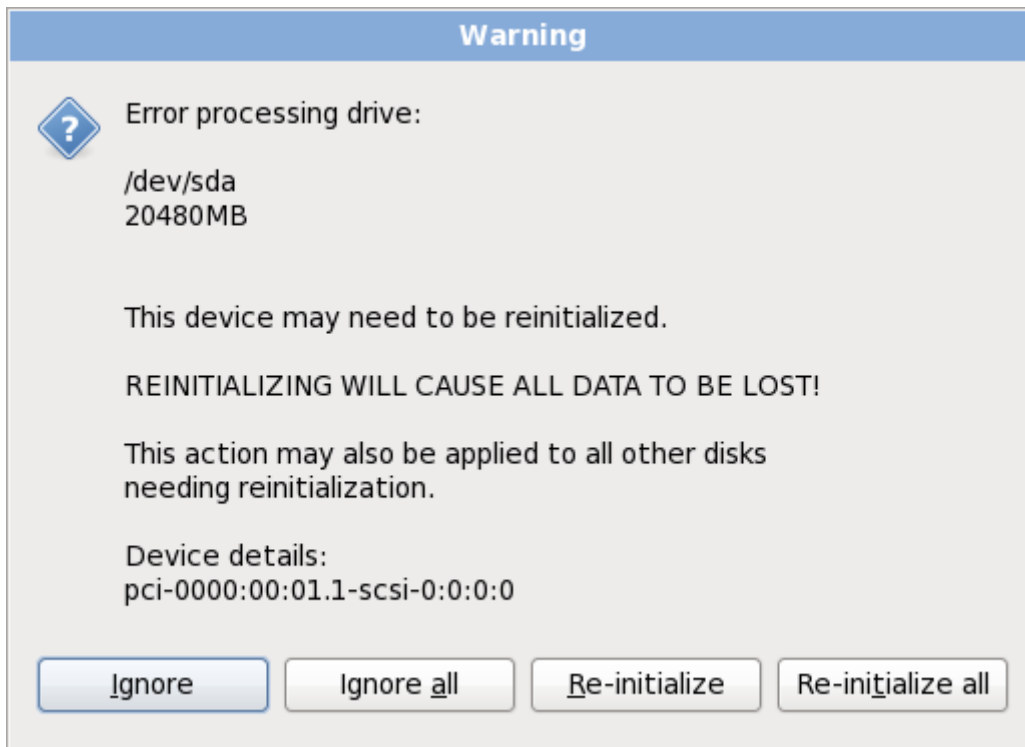 Warning
?
Error processing drive:
/dev/sda
20480MB
This device may need to be reinitialized.
REINITIALIZING WILL CAUSE ALL DATA TO BE LOST!
This action may also be applied to all other disks
needing reinitialization.
Device details:
pci-0000:00:01.1-scsi-0:0:0:0
Ignore
Ignore all
Re-initialize
Re-initialize all